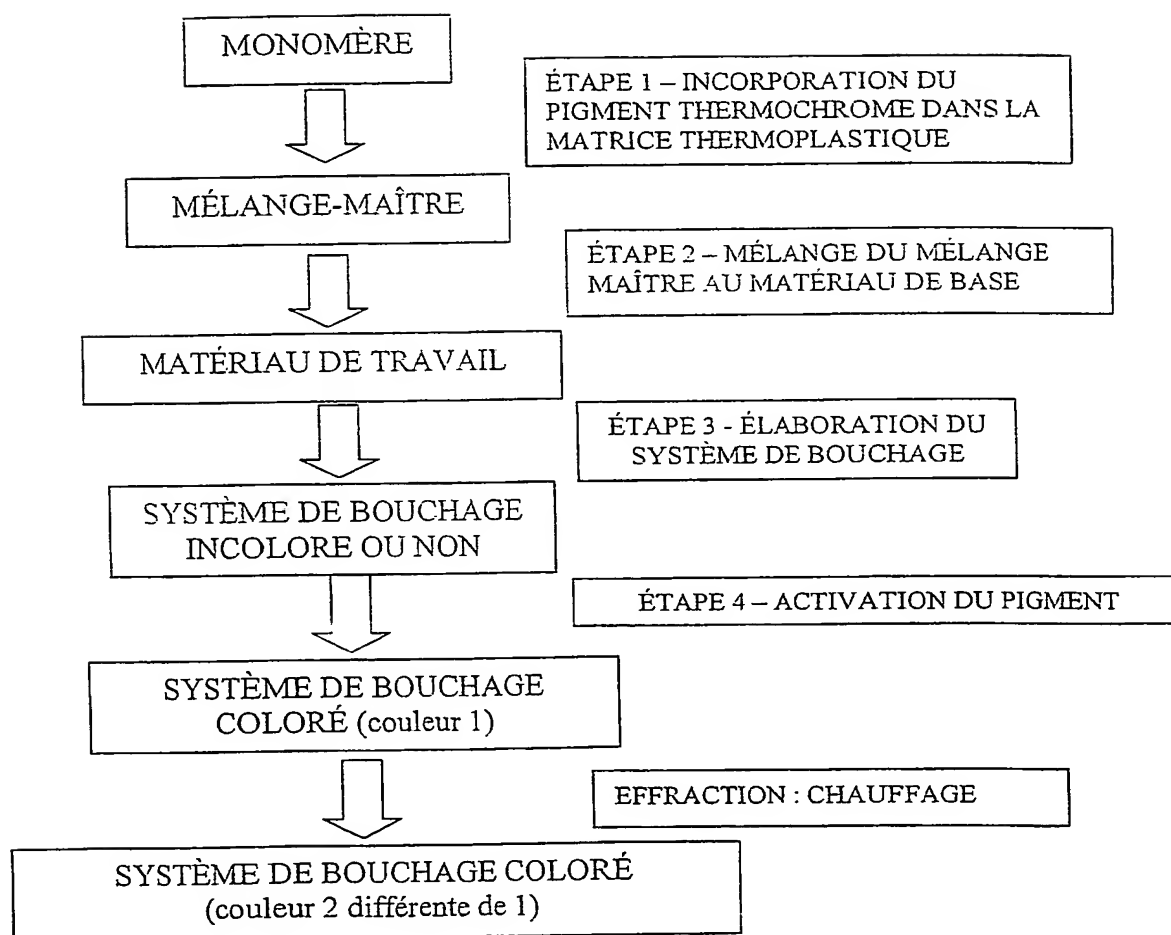 MONOMÈRE
ÉTAPE 1 – INCORPORATION DU
PIGMENT THERMOCHROME DANS LA
MATRICE THERMOPLASTIQUE
MÉLANGE-MAÎTRE
ÉTAPE 2 – MÉLANGE DU MÉLANGE
MAÎTRE AU MATÉRIAU DE BASE
MATÉRIAU DE TRAVAIL
ÉTAPE 3 - ÉLABORATION DU
SYSTÈME DE BOUCHAGE
SYSTÈME DE BOUCHAGE
INCOLORE OU NON
ÉTAPE 4 – ACTIVATION DU PIGMENT
SYSTÈME DE BOUCHAGE
COLORÉ (couleur 1)
EFFRACTION : CHAUFFAGE
SYSTÈME DE BOUCHAGE COLORÉ
(couleur 2 différente de 1)